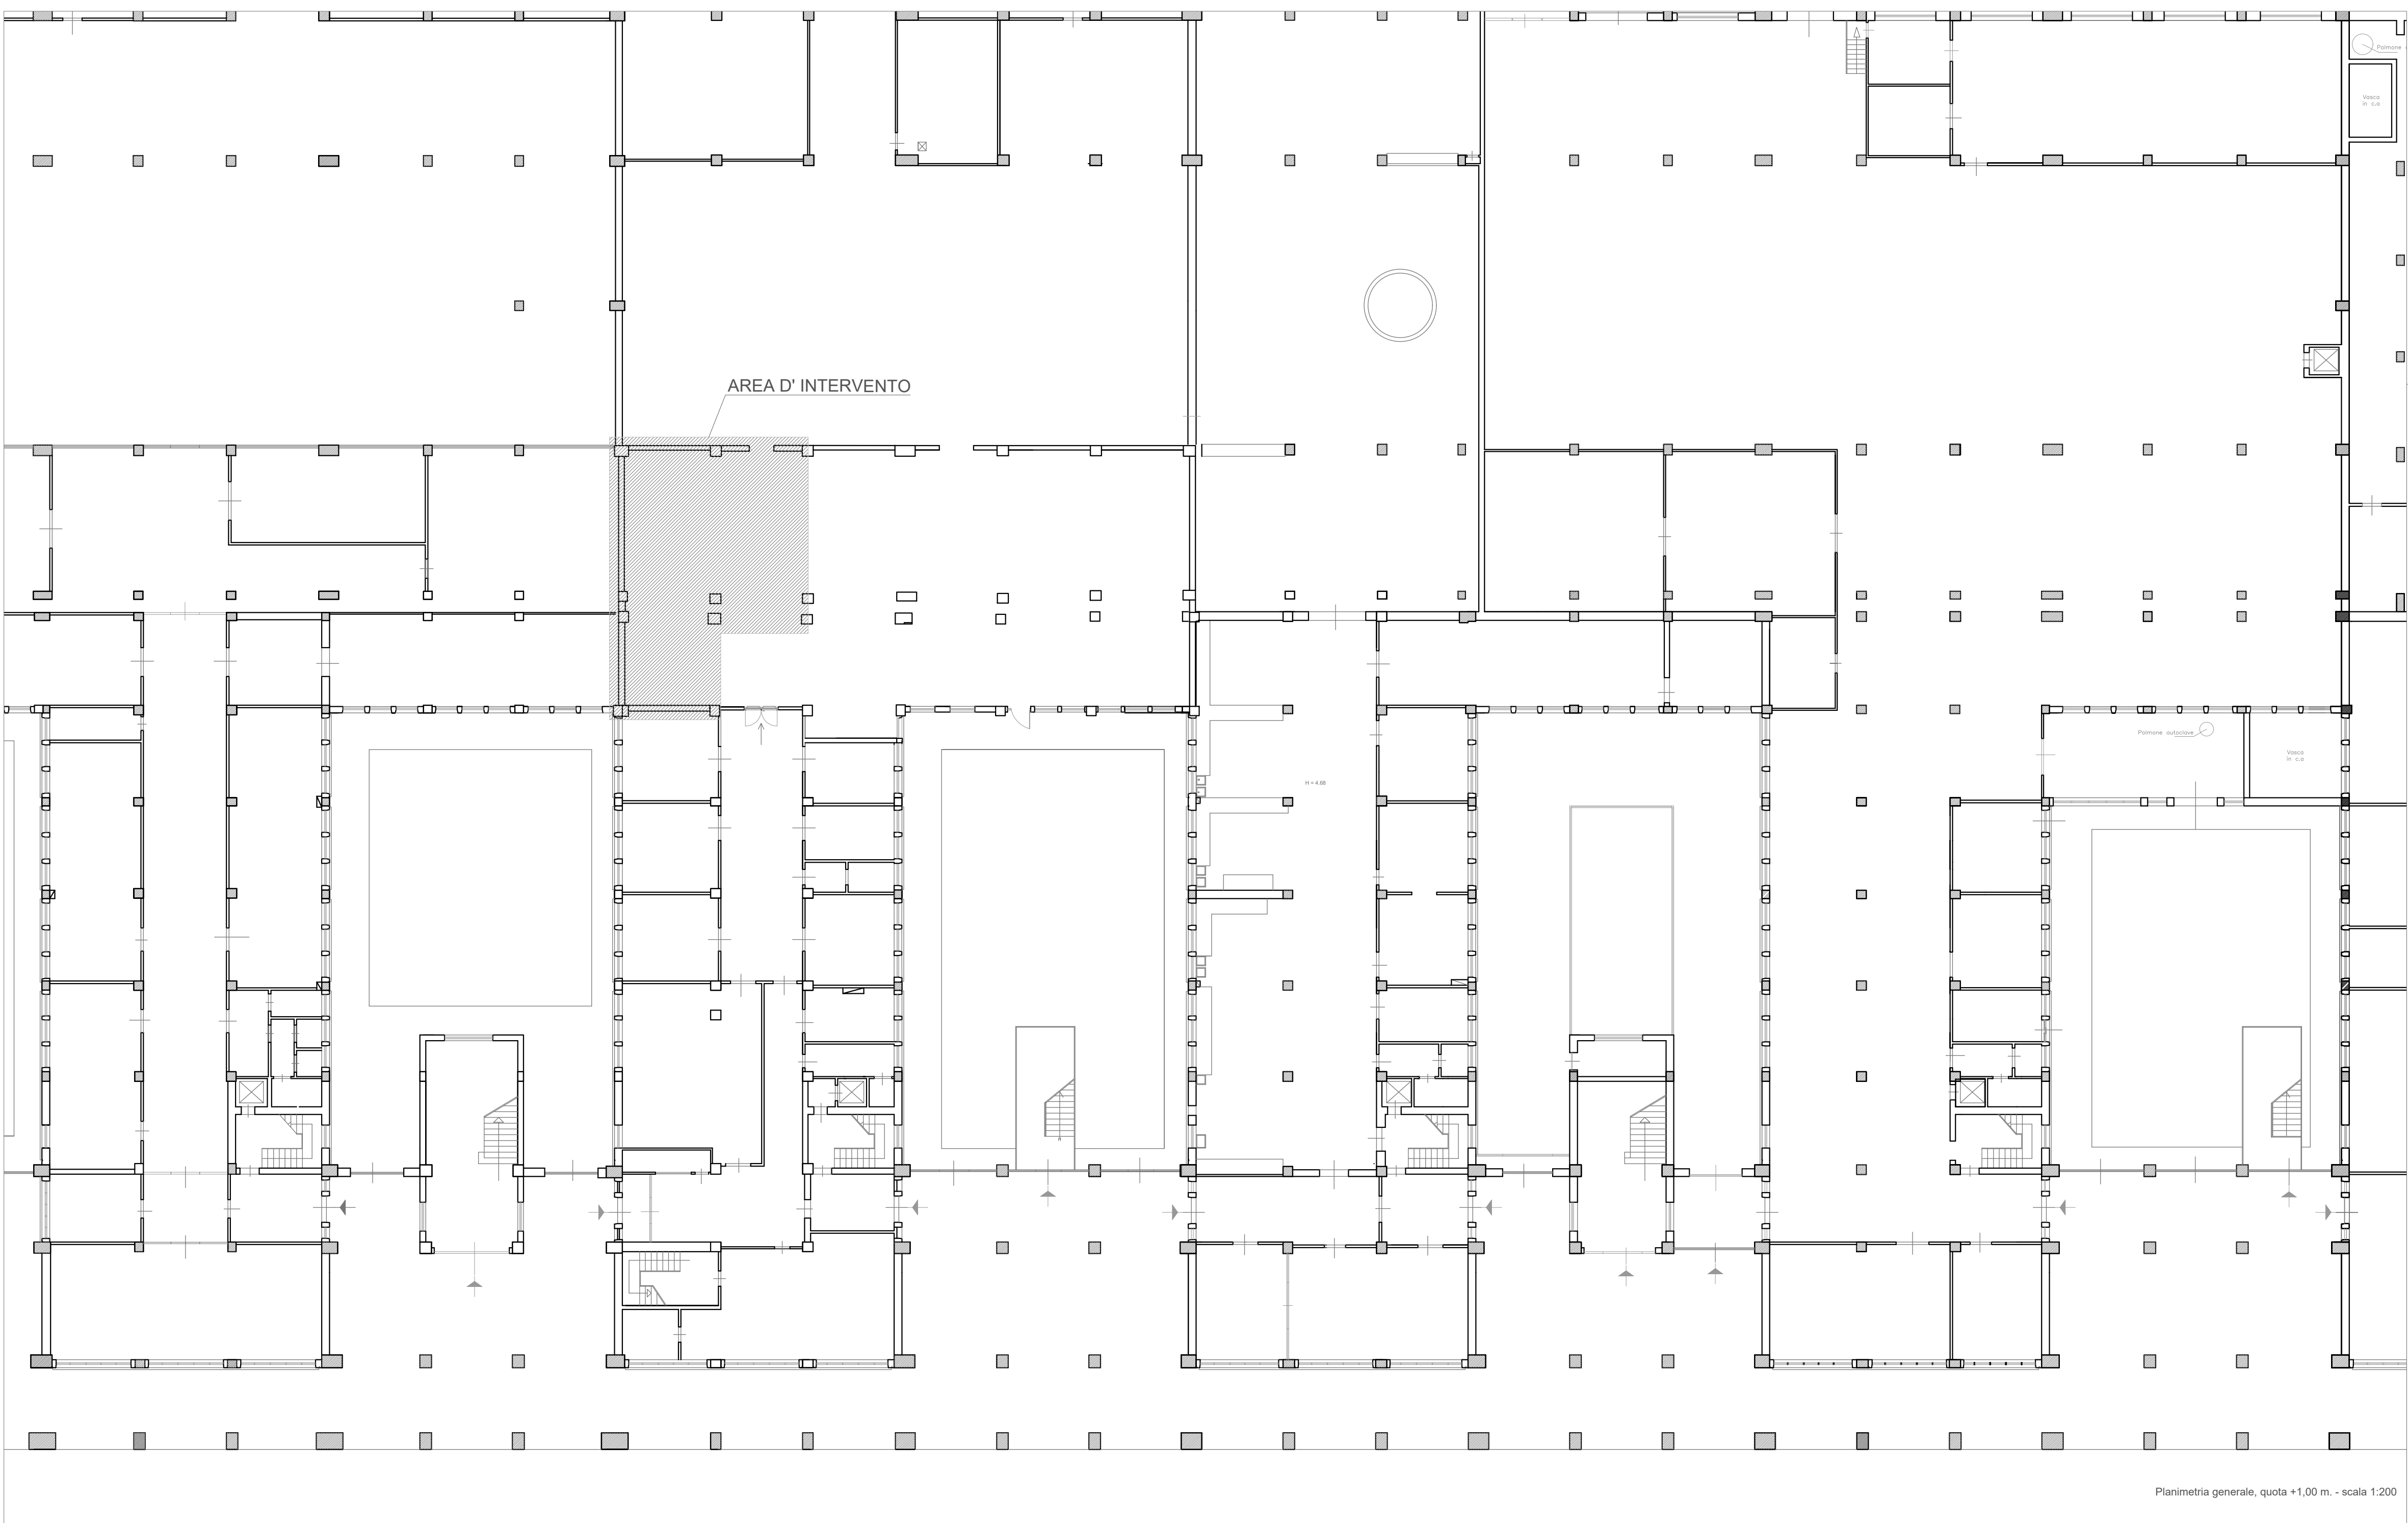 Polmone
Vasca
in c.a
AREA D' INTERVENTO
Polmone autoclave
Vasca
in c.a
H = 4.66
Planimetria generale, quota +1,00 m. - scala 1:200